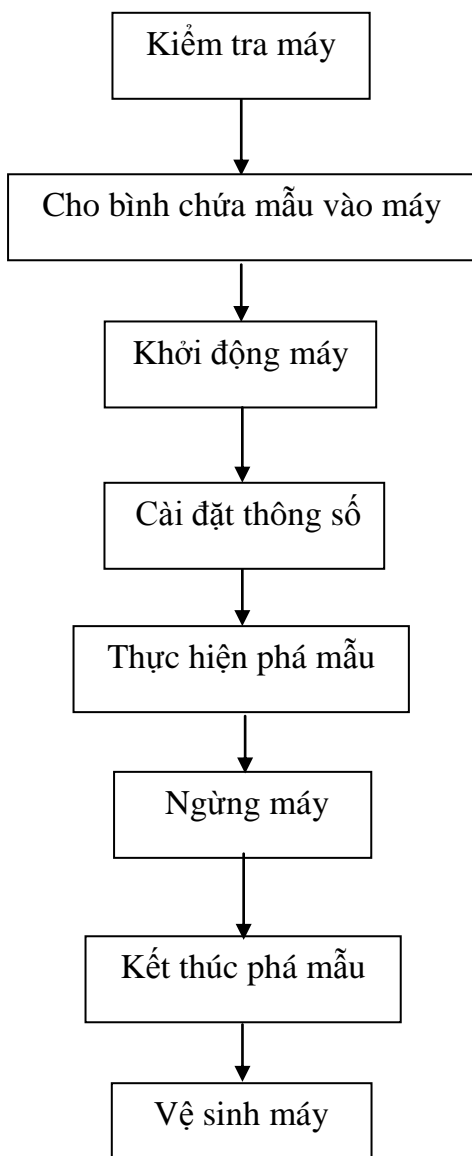 Kiểm tra máy
Cho bình chứa mẫu vào máy
Khởi động máy
Cài đặt thông số
Thực hiện phá mẫu
Ngừng máy
Kết thúc phá mẫu
Vệ sinh máy